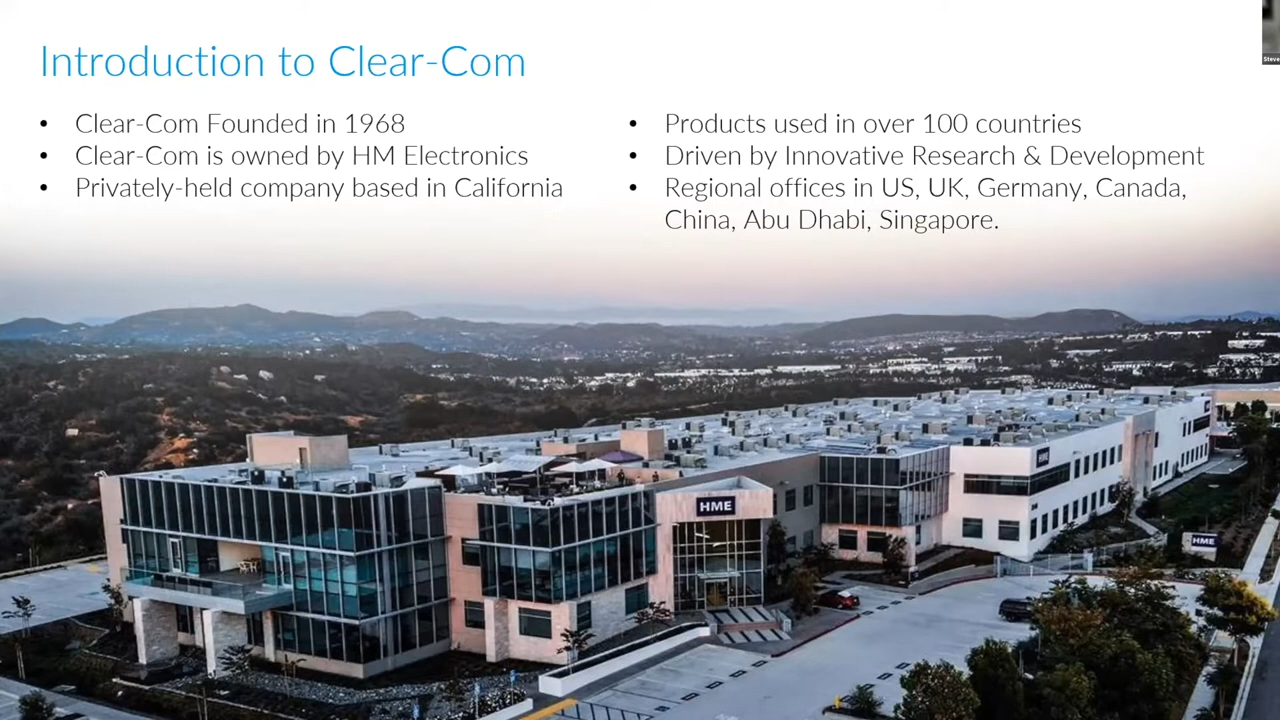 Introduction to Clear-Com
• Clear-Com Founded in 1968
• Clear-Com is owned by HM Electronics
• Privately-held company based in California
• Products used in over 100 countries
• Driven by Innovative Research & Development
• Regional offices in US, UK, Germany, Canada,
China, Abu Dhabi, Singapore.
Steve
HME
HME
HME